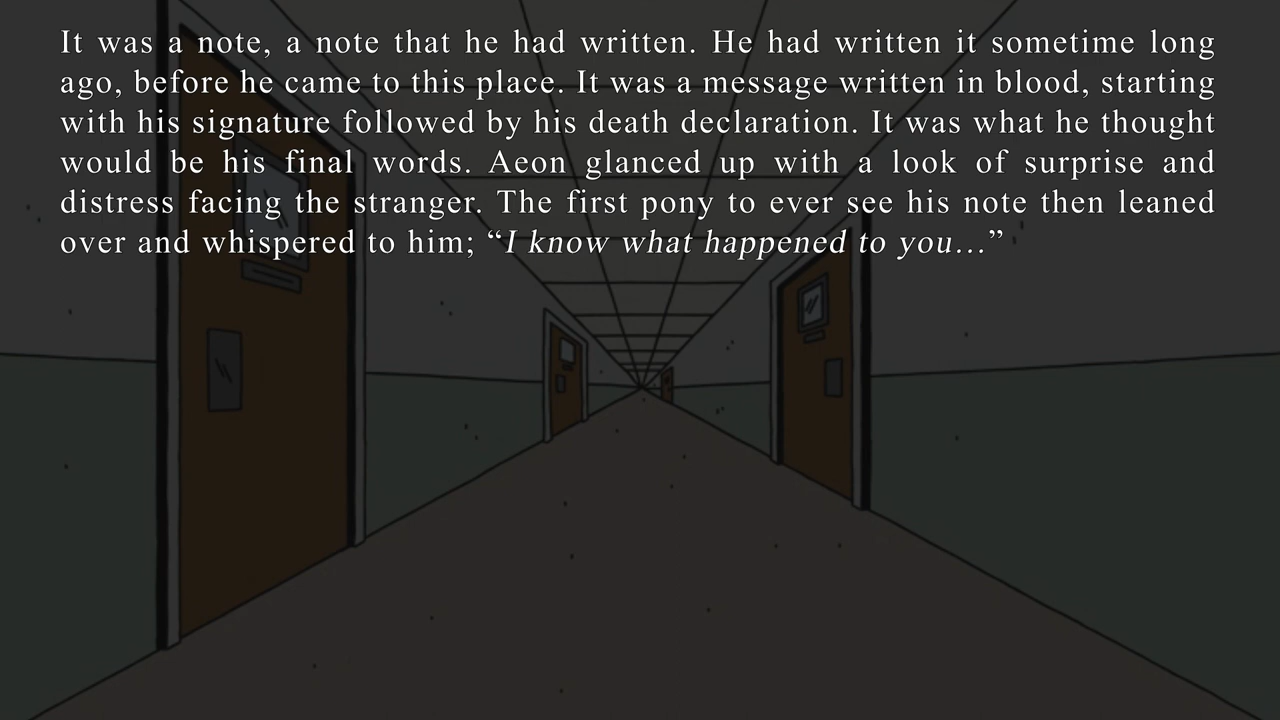 It was a note, a note that he had written. He had written it sometime long
ago, before he came to this place. It was a message written in blood, starting
with his signature followed by his death declaration. It was what he thought
would be his final words. Aeon glanced up with a look of surprise and
distress facing the stranger. The first pony to ever see his note then leaned
over and whispered to him; “I know what happened to you…”